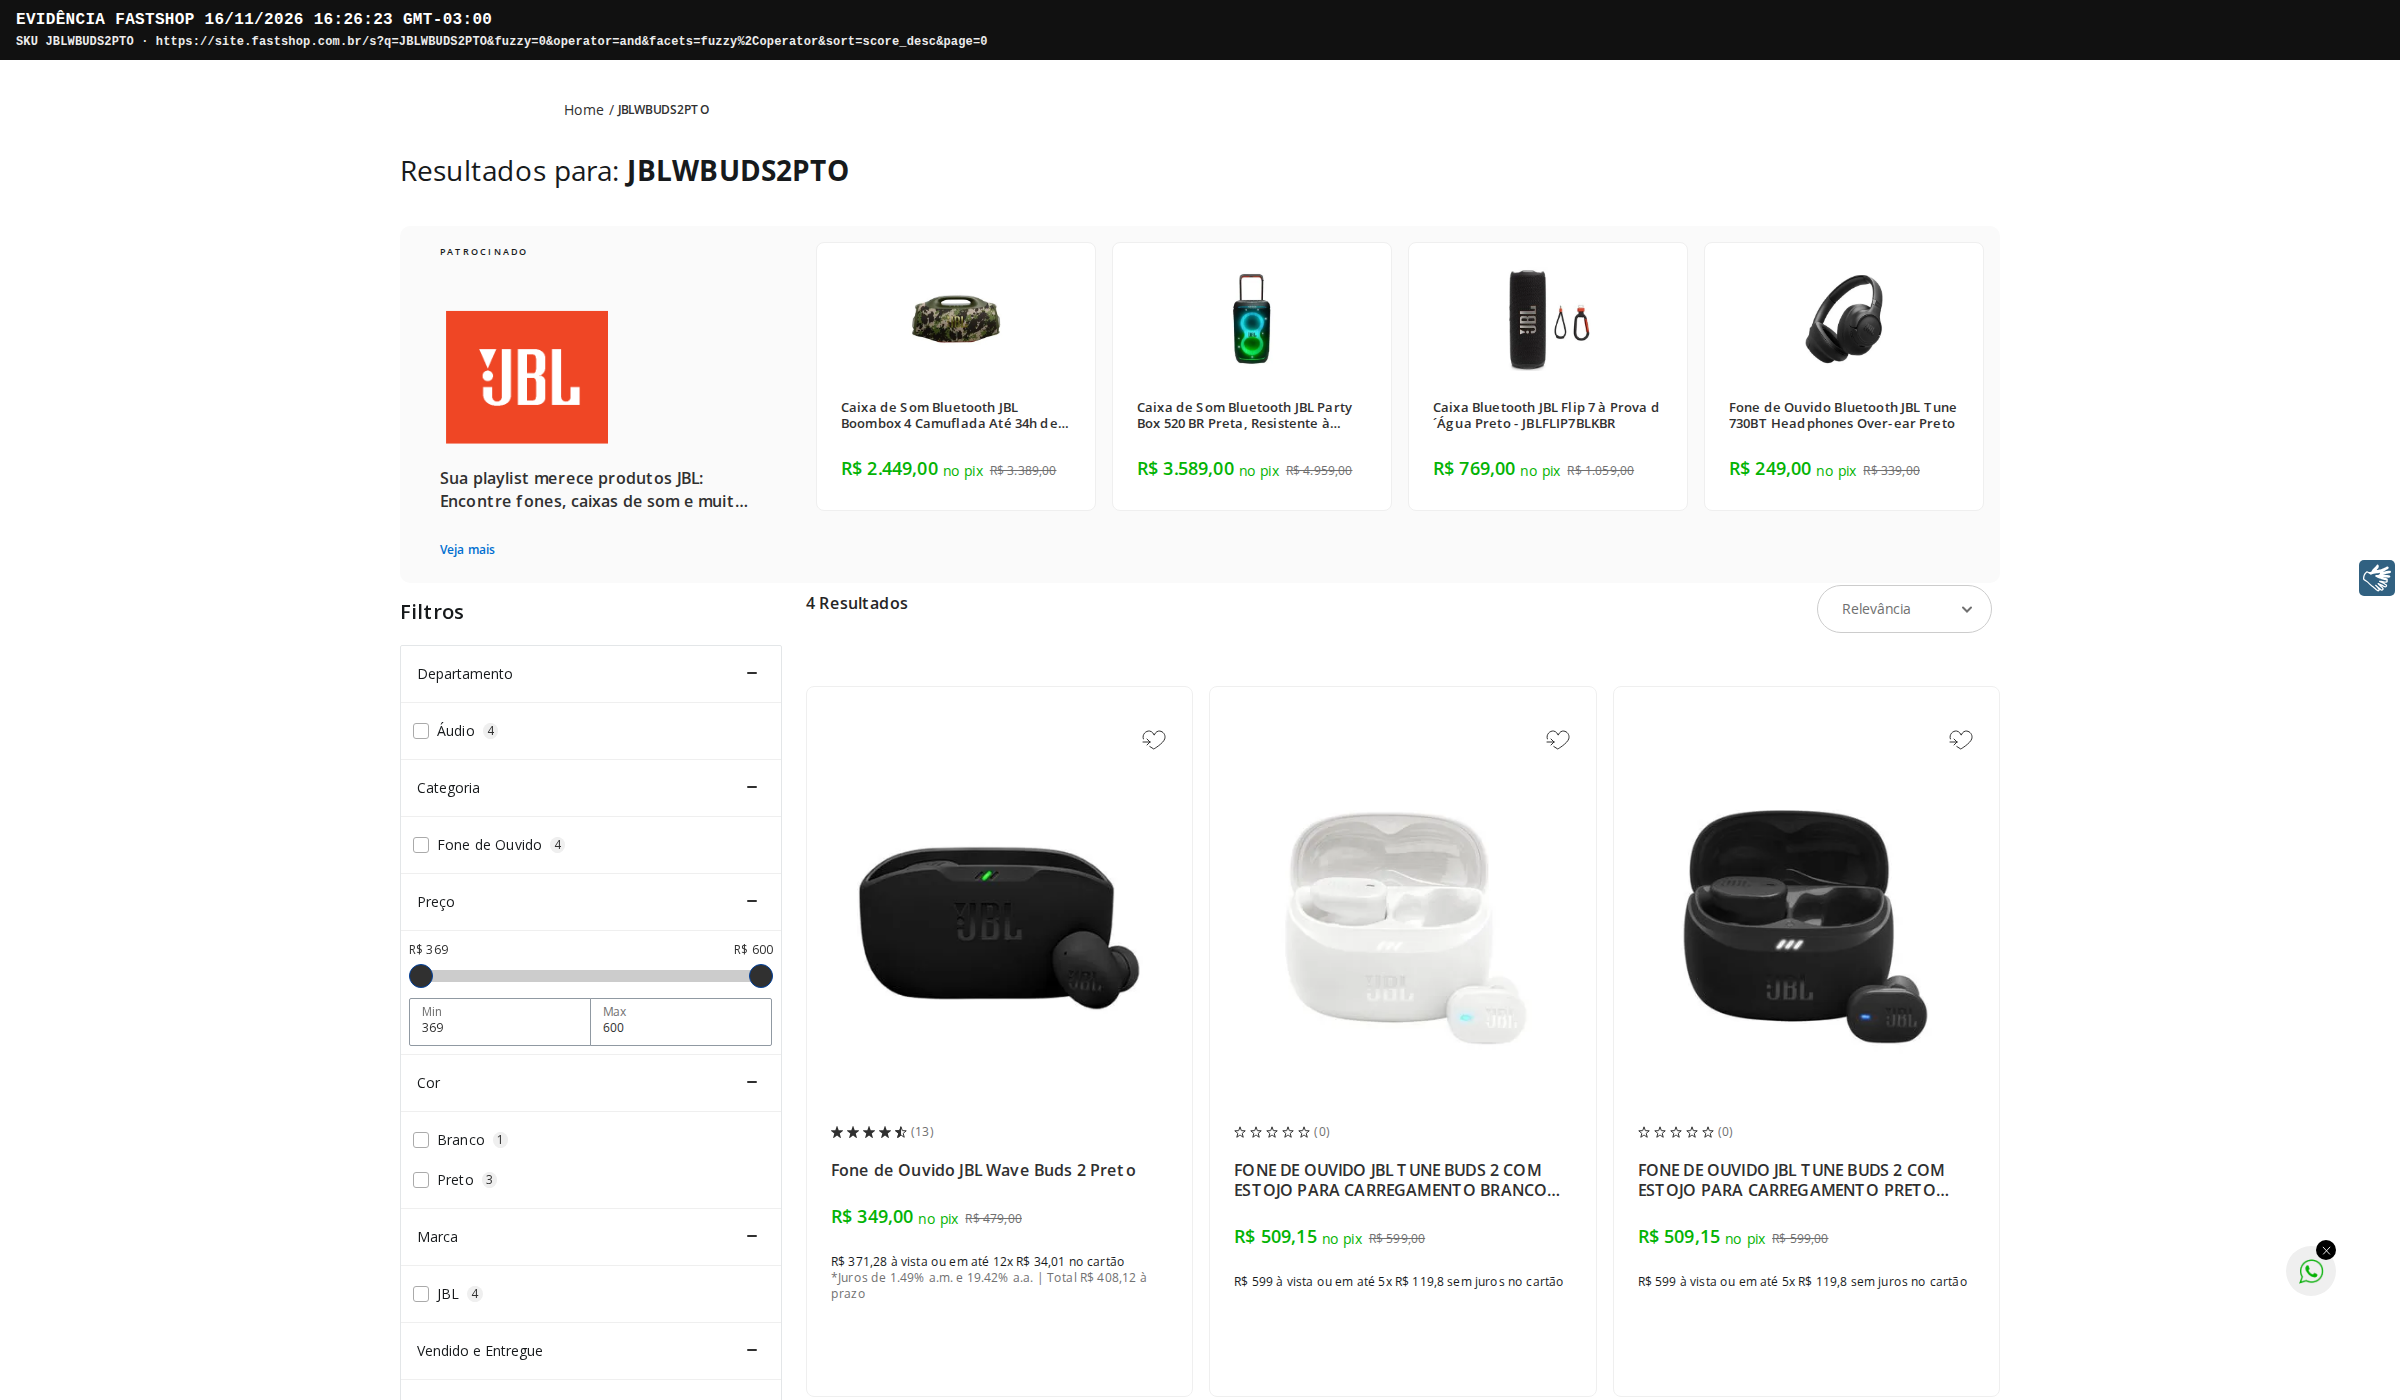 EVIDÊNCIA FASTSHOP 16/11/2026 16:26:23 GMT-03:00
SKU JBLWBUDS2PTO · https://site.fastshop.com.br/s?q=JBLWBUDS2PTO&fuzzy=0&operator=and&facets=fuzzy%2Coperator&sort=score_desc&page=0
Home / JBLWBUDS2PTO
Resultados para: JBLWBUDS2PTO
PATROCINADO
JBL
Sua playlist merece produtos JBL:
Encontre fones, caixas de som e muit...
Veja mais
Caixa de Som Bluetooth JBL
Boombox 4 Camuflada Até 34h de...
R$ 2.449,00 no pix R$ 3.389,00
Caixa de Som Bluetooth JBL Party
Box 520 BR Preta, Resistente à...
R$ 3.589,00 no pix R$ 4.959,00
JBL
Caixa Bluetooth JBL Flip 7 à Prova d
´Água Preto - JBLFLIP7BLKBR
R$ 769,00 no pix R$ 1.059,00
Fone de Ouvido Bluetooth JBL Tune
730BT Headphones Over-ear Preto
R$ 249,00 no pix R$ 339,00
Filtros
Departamento
Áudio 4
Categoria
Fone de Ouvido 4
Preço
R$ 369 R$ 600
Min Max
369 600
Cor
Branco 1
Preto 3
Marca
JBL 4
Vendido e Entregue
4 Resultados
Relevância
JBL
JBL
(13)
Fone de Ouvido JBL Wave Buds 2 Preto
R$ 349,00 no pix R$ 479,00
R$ 371,28 à vista ou em até 12x R$ 34,01 no cartão
*Juros de 1.49% a.m. e 19.42% a.a. | Total R$ 408,12 à
prazo
JBL
JBL
(0)
FONE DE OUVIDO JBL TUNE BUDS 2 COM
ESTOJO PARA CARREGAMENTO BRANCO...
R$ 509,15 no pix R$ 599,00
R$ 599 à vista ou em até 5x R$ 119,8 sem juros no cartão
JBL
JBL
(0)
FONE DE OUVIDO JBL TUNE BUDS 2 COM
ESTOJO PARA CARREGAMENTO PRETO...
R$ 509,15 no pix R$ 599,00
R$ 599 à vista ou em até 5x R$ 119,8 sem juros no cartão